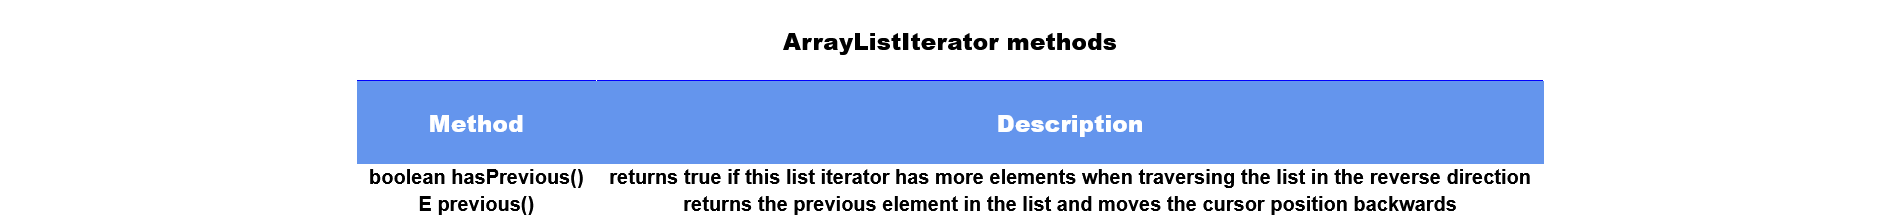 ArrayListIterator methods
Method Description
boolean hasPrevious() returns true if this list iterator has more elements when traversing the list in the reverse direction
E previous() returns the previous element in the list and moves the cursor position backwards